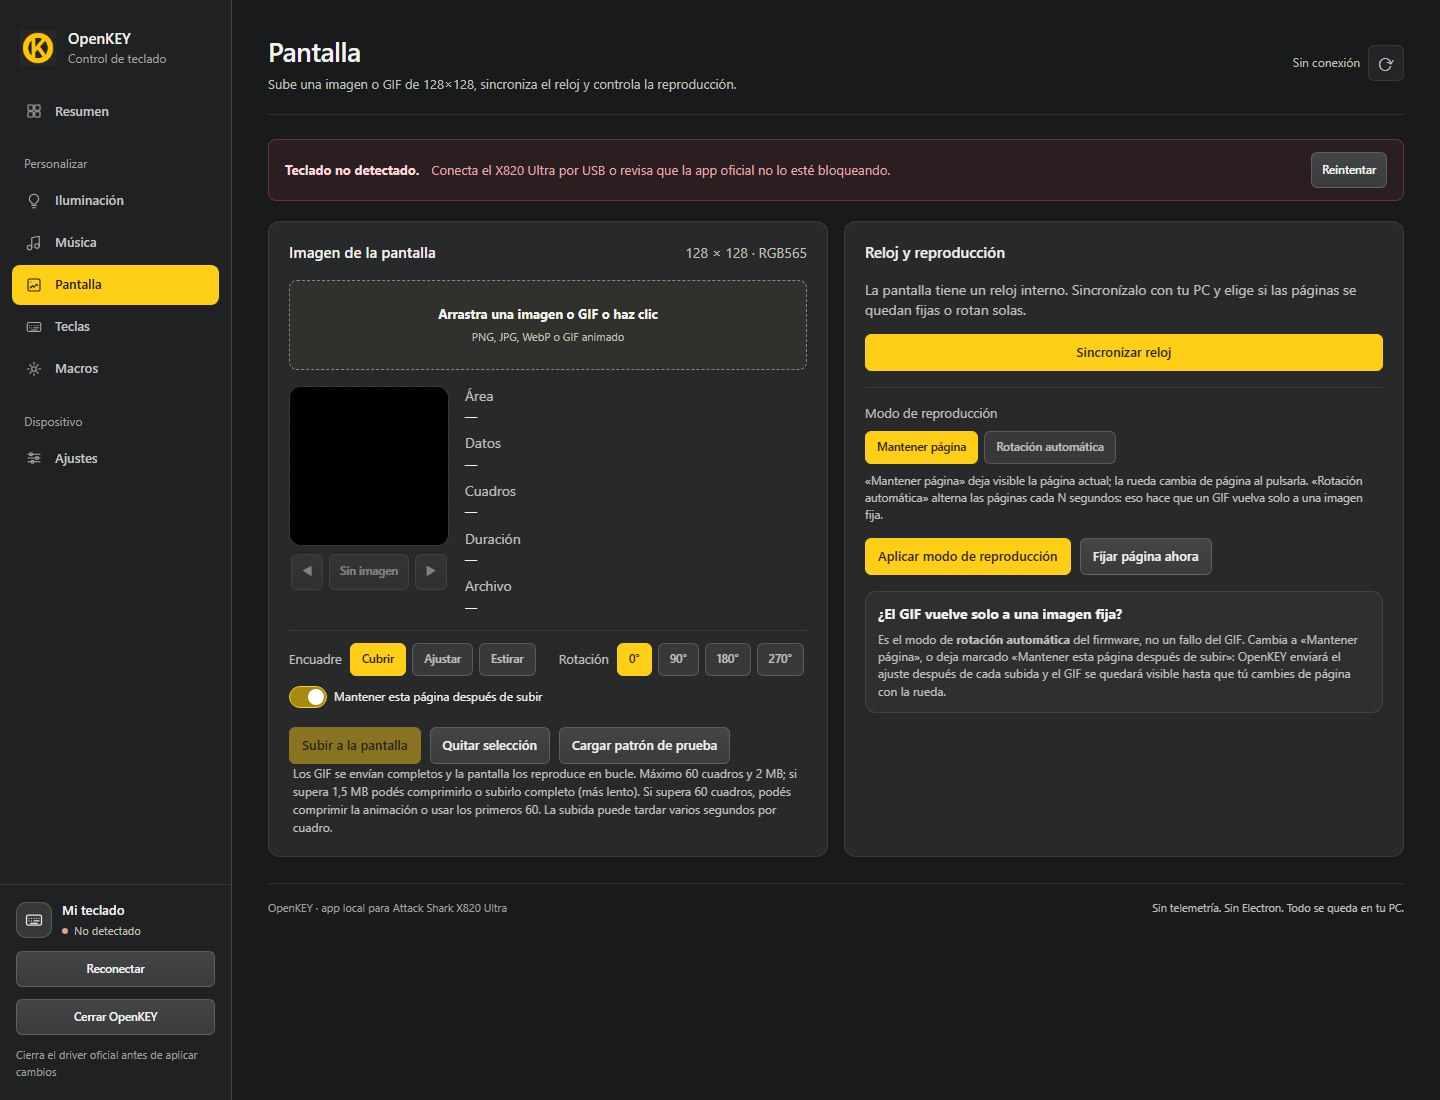 OpenKEY
Control de teclado
Resumen
Personalizar
Iluminación
Música
Pantalla
Teclas
Macros
Dispositivo
Ajustes
Mi teclado
No detectado
Reconectar
Cerrar OpenKEY
Cierra el driver oficial antes de aplicar
cambios
Pantalla
Sube una imagen o GIF de 128×128, sincroniza el reloj y controla la reproducción.
Sin conexión
Teclado no detectado. Conecta el X820 Ultra por USB o revisa que la app oficial no lo esté bloqueando.
Reintentar
Imagen de la pantalla
128 × 128 · RGB565
Arrastra una imagen o GIF o haz clic
PNG, JPG, WebP o GIF animado
Área
—
Datos
—
Cuadros
—
Duración
—
Archivo
—
Sin imagen
Encuadre Cubrir Ajustar Estirar Rotación 0° 90° 180° 270°
Mantener esta página después de subir
Subir a la pantalla Quitar selección Cargar patrón de prueba
Los GIF se envían completos y la pantalla los reproduce en bucle. Máximo 60 cuadros y 2 MB; si
supera 1,5 MB podés comprimirlo o subirlo completo (más lento). Si supera 60 cuadros, podés
comprimir la animación o usar los primeros 60. La subida puede tardar varios segundos por
cuadro.
Reloj y reproducción
La pantalla tiene un reloj interno. Sincronízalo con tu PC y elige si las páginas se
quedan fijas o rotan solas.
Sincronizar reloj
Modo de reproducción
Mantener página Rotación automática
«Mantener página» deja visible la página actual; la rueda cambia de página al pulsarla. «Rotación
automática» alterna las páginas cada N segundos: eso hace que un GIF vuelva solo a una imagen
fija.
Aplicar modo de reproducción Fijar página ahora
¿El GIF vuelve solo a una imagen fija?
Es el modo de rotación automática del firmware, no un fallo del GIF. Cambia a «Mantener
página», o deja marcado «Mantener esta página después de subir»: OpenKEY enviará el
ajuste después de cada subida y el GIF se quedará visible hasta que tú cambies de página
con la rueda.
OpenKEY · app local para Attack Shark X820 Ultra
Sin telemetría. Sin Electron. Todo se queda en tu PC.